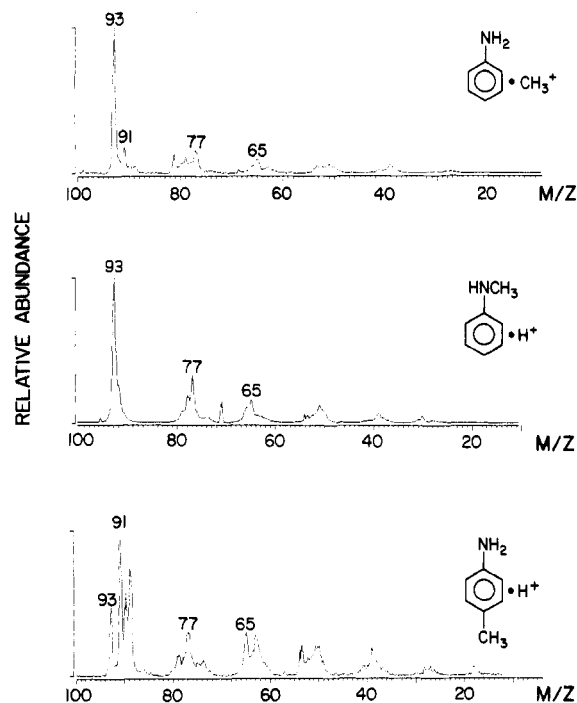 93
NH₂
• CH₃⁺
91
77
65
100 80 60 40 20 M/Z
RELATIVE ABUNDANCE
93
HNCH₃
• H⁺
77
65
100 80 60 40 20 M/Z
91
NH₂
93
• H⁺
77
65
CH₃
100 80 60 40 20 M/Z